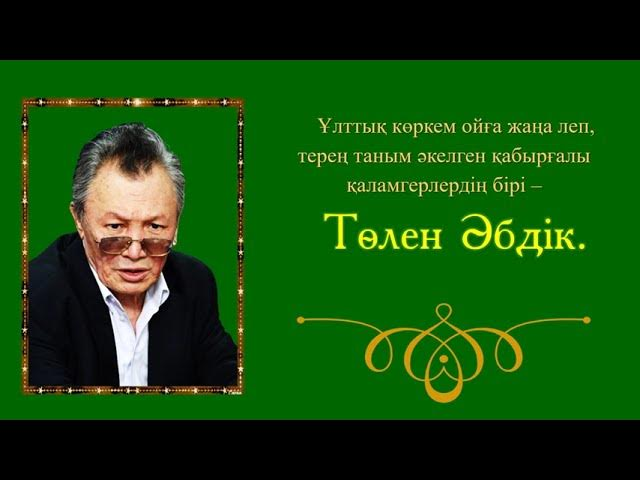 Ұлттық көркем ойға жаңа леп,
терең таным әкелген қабырғалы
қаламгерлердің бірі –
Төлен Әбдік.